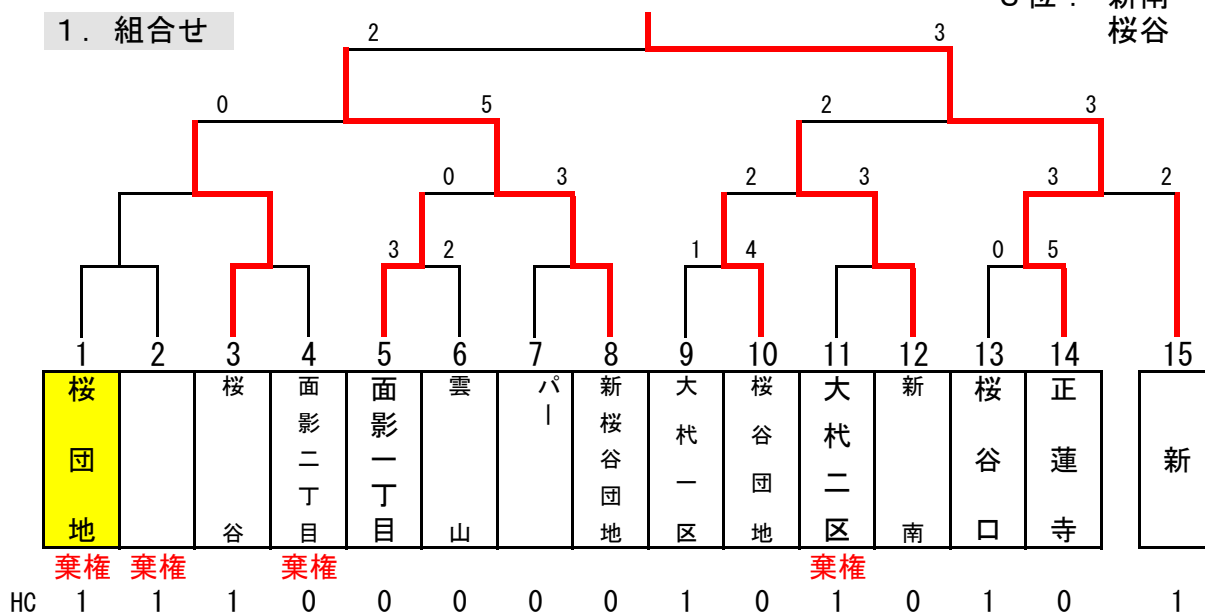 3位： 新南
桜谷
1. 組合せ
2 3
0 5 2 3
0 3 2 3 3 2
3 2 1 4 0 5
1 2 3 4 5 6 7 8 9 10 11 12 13 14 15
桜団地 桜谷 面影二丁目 面影一丁目 雲山 パー 新桜谷団地 大杙一区 桜谷団地 大杙二区 新南 桜谷口 正蓮寺 新
棄権 棄権 棄権 棄権
HC 1 1 1 0 0 0 0 0 1 0 1 0 1 0 1